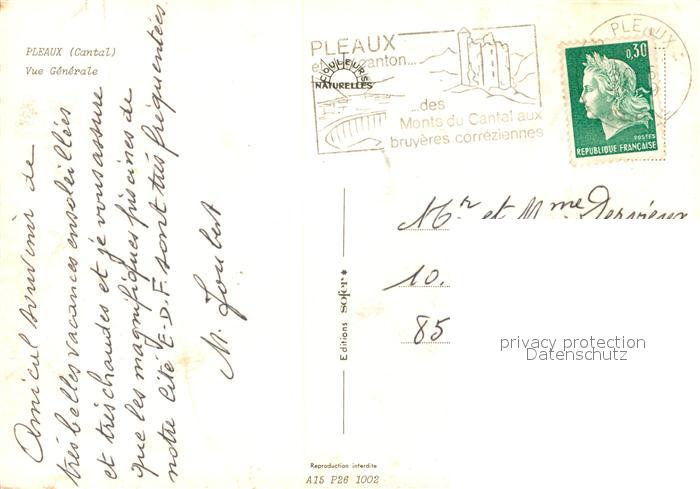 PLEAUX (Cantal)
Vue Générale
Amical souvenir de
très belles vacances ensoleillées
et très chaudes et je vous assure
que les magnifiques piscines de
notre cité E-D-F. sont très fréquentées
M. Joubert
PLEAUX
et canton...
COULEURS
NATURELLES
...des
Monts du Cantal aux
bruyères corréziennes
PLEAUX
0,30
POSTES
REPUBLIQUE FRANÇAISE
Mr et Mme
10.
85
privacy protection
Datenschutz
Editions sofer
Reproduction interdite
A15 P26 1002